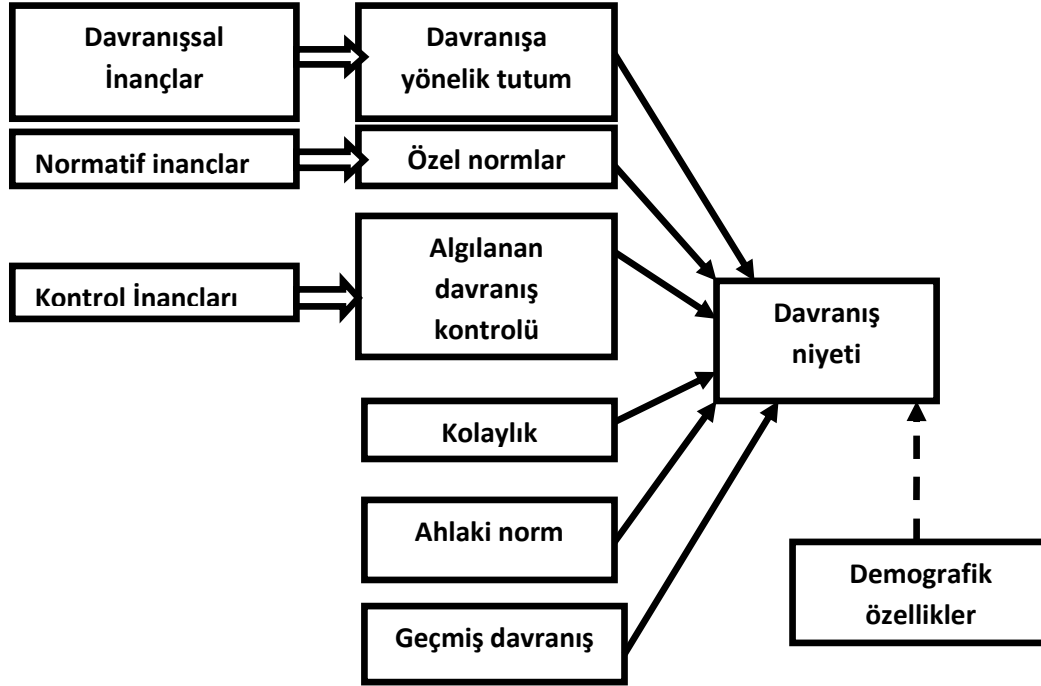 Davranışsal
İnançlar
Davranışa
yönelik tutum
Normatif inanclar
Özel normlar
Kontrol İnancları
Algılanan
davranış
kontrolü
Davranış
niyeti
Kolaylık
Ahlaki norm
Geçmiş davranış
Demografik
özellikler